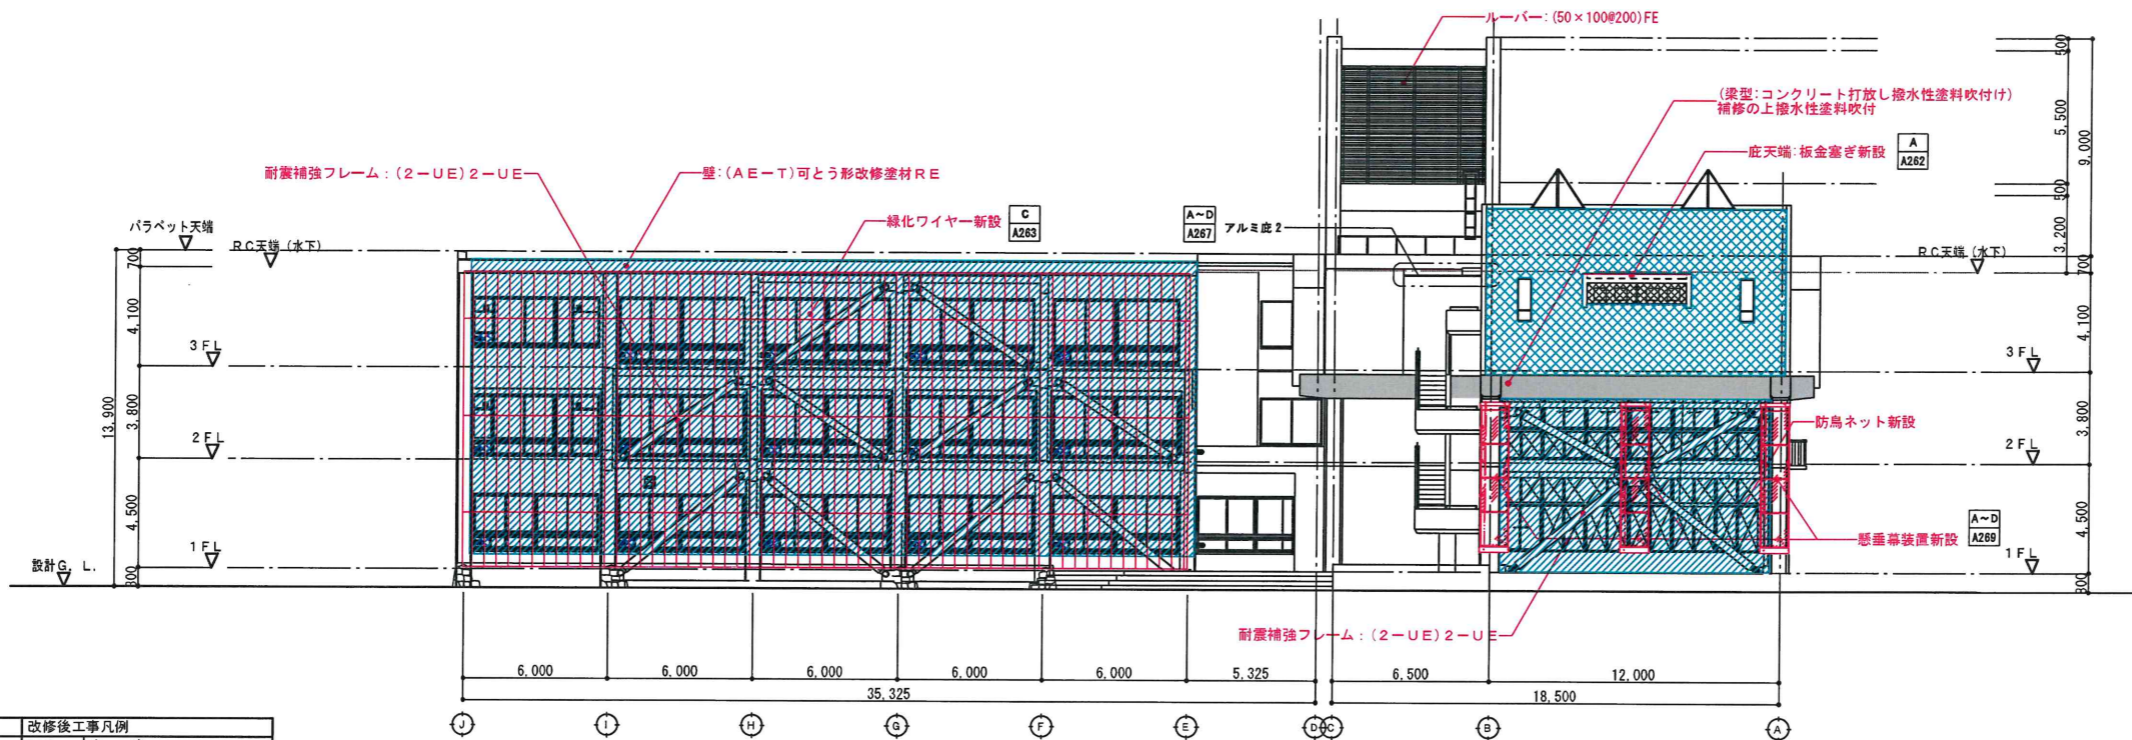 ルーバー:(50×100@200)FE
(梁型:コンクリート打放し撥水性塗料吹付け)
補修の上撥水性塗料吹付
庇天端:板金塞ぎ新設
A
A262
耐震補強フレーム:(2-UE)2-UE
壁:(AE-T)可とう形改修塗材RE
緑化ワイヤー新設
C
A263
A~D
A267
アルミ庇2
パラペット天端
RC天端(水下)
RC天端(水下)
3FL
2FL
1FL
設計G.L.
13,900
700
4,100
3,800
4,500
300
500
5,500
9,000
500
3,200
700
4,100
3,800
4,500
300
3FL
2FL
1FL
防鳥ネット新設
懸垂幕装置新設
A~D
A269
耐震補強フレーム:(2-UE)2-UE
6,000
6,000
6,000
6,000
6,000
5,325
6,500
12,000
35,325
18,500
J
I
H
G
F
E
D
C
B
A
改修後工事凡例